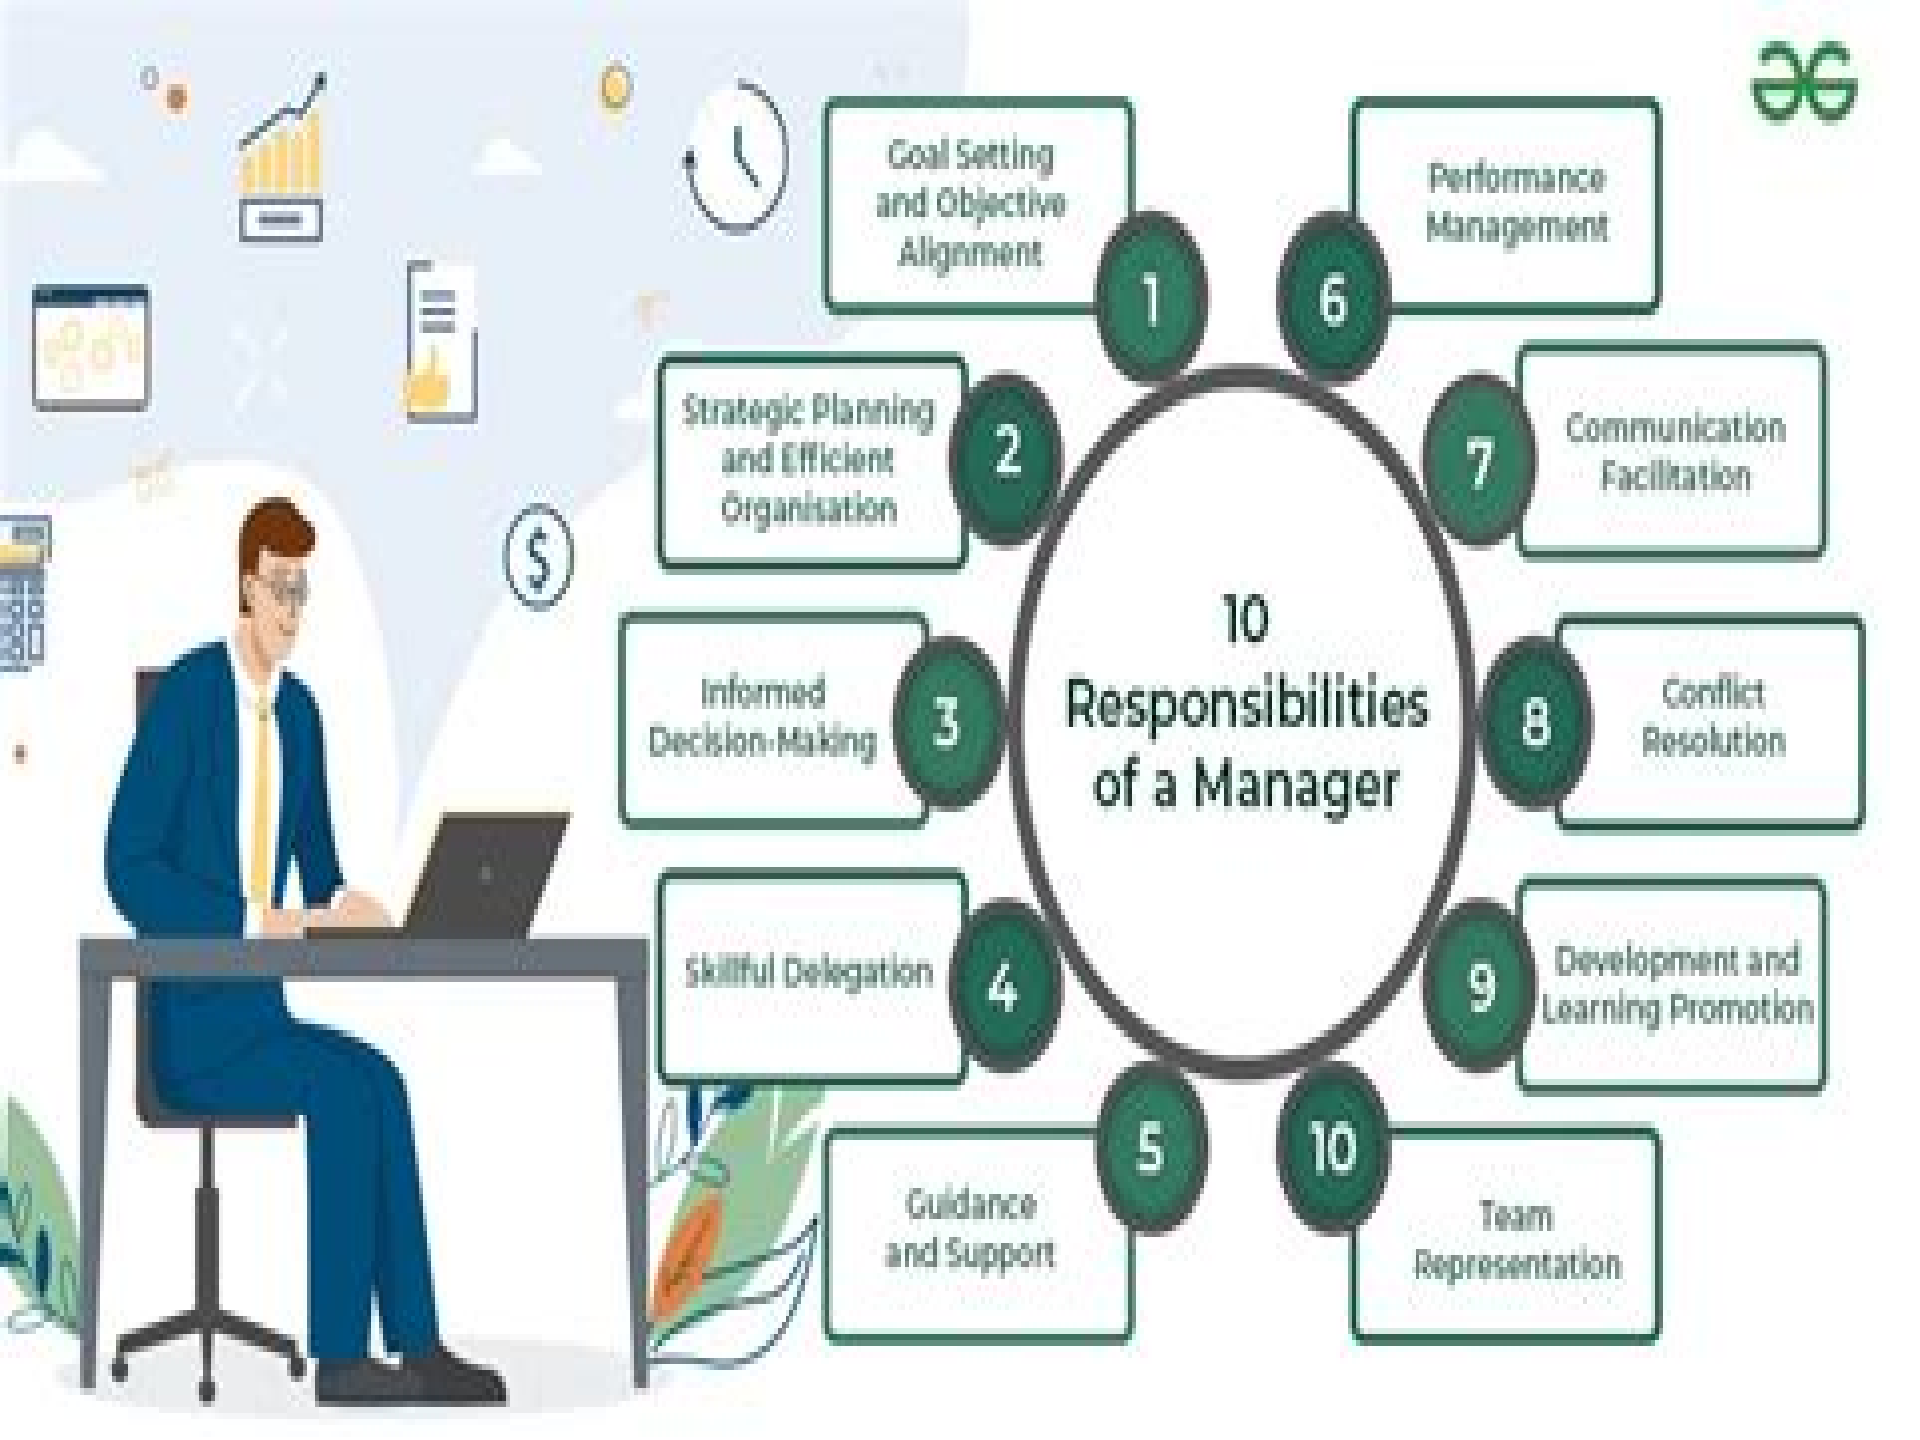 Goal Setting
and Objective
Alignment
1
Strategic Planning
and Efficient
Organisation
2
Informed
Decision-Making
3
Skillful Delegation
4
Guidance
and Support
5
10
Responsibilities
of a Manager
Performance
Management
6
Communication
Facilitation
7
Conflict
Resolution
8
Development and
Learning Promotion
9
Team
Representation
10
$